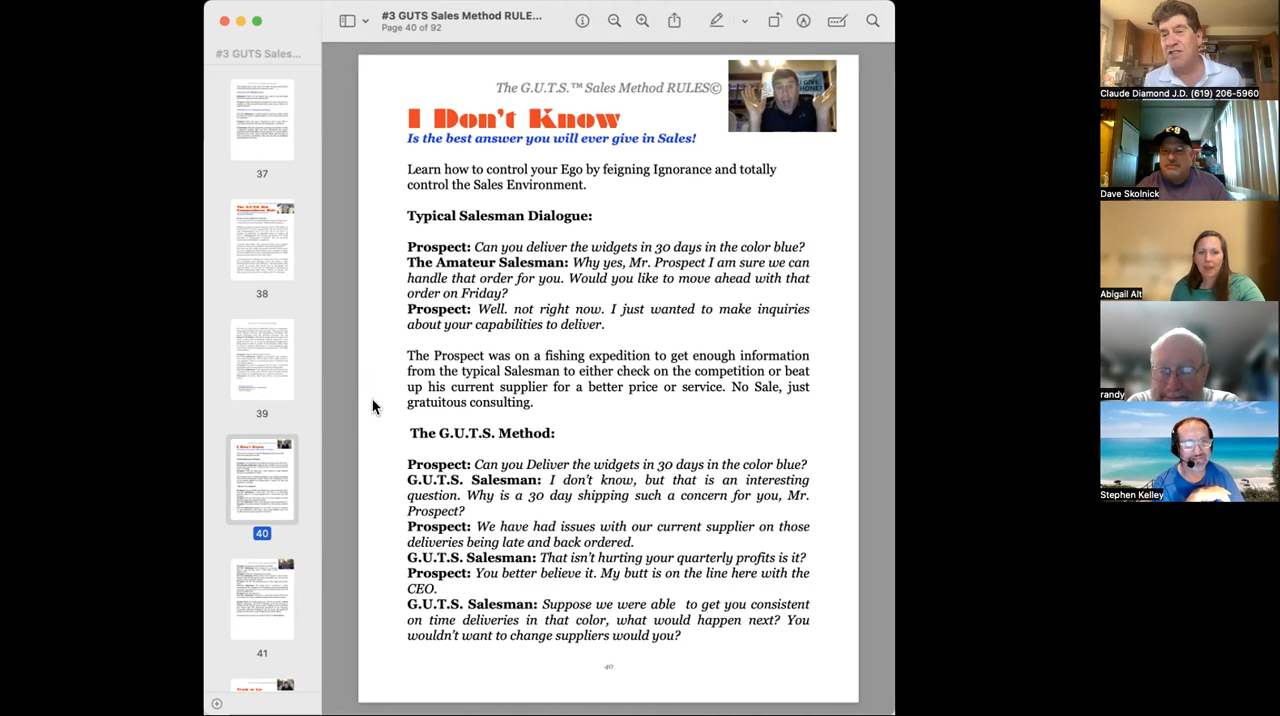 #3 GUTS Sales Method RULE...
Page 40 of 92
#3 GUTS Sales...
37
38
39
40
41
The G.U.T.S.™ Sales Method RULES©
I GIVE
I Don't Know
Is the best answer you will ever give in Sales!
Learn how to control your Ego by feigning Ignorance and totally
control the Sales Environment.
Typical Salesman Dialogue:
Prospect: Can you deliver the widgets in 30 days in the color blue?
The Amateur Salesman: Why yes, Mr. Prospect I am sure we can
handle that order for you. Would you like to move ahead with that
order on Friday?
Prospect: Well. not right now. I just wanted to make inquiries
about your capabilities to deliver.
The Prospect was on a fishing expedition to get enough information
from the typical Salesman to either check on the competition or beat
up his current supplier for a better price or service. No Sale, just
gratuitous consulting.
The G.U.T.S. Method:
Prospect: Can you deliver the widgets in 30 days in the color blue?
G.U.T.S. Salesman: I don't know, but that is an interesting
question. Why is 30 day shipping such a concern for you, Mr.
Prospect?
Prospect: We have had issues with our current supplier on those
deliveries being late and back ordered.
G.U.T.S. Salesman: That isn't hurting your quarterly profits is it?
Prospect: You better believe it. My butt is on the line here with the
CEO.
G.U.T.S. Salesman: Suppose I were able to get you consistent
on time deliveries in that color, what would happen next? You
wouldn't want to change suppliers would you?
40
Claude Diamond J.D. (619) 206-5960
Dave Skolnick
Abigail Alt
randy
Stephen Kelley